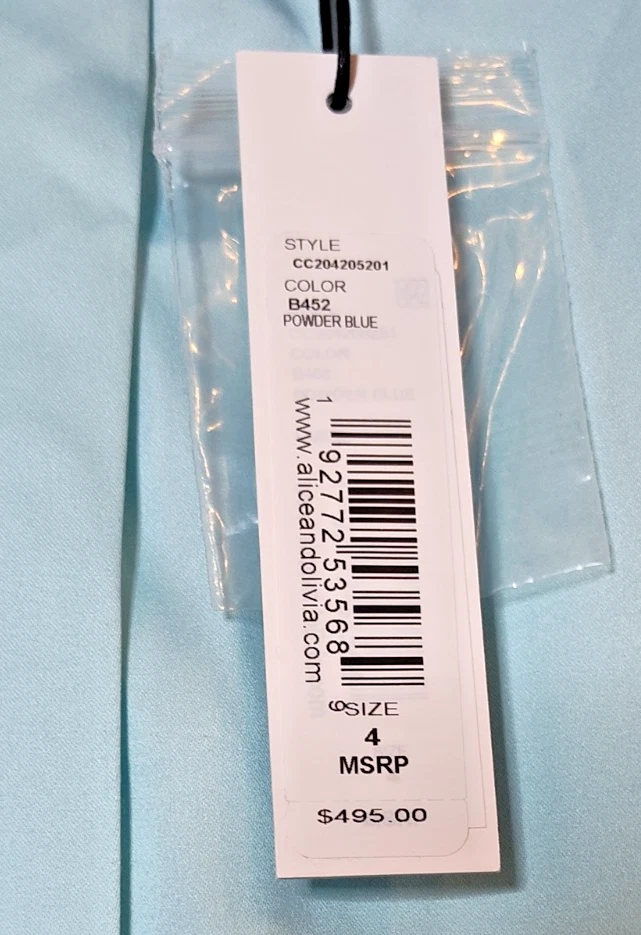 STYLE
CC204205201
COLOR
B452
POWDER BLUE
1 92772 53568 9
www.aliceandolivia.com
SIZE
4
MSRP
$495.00